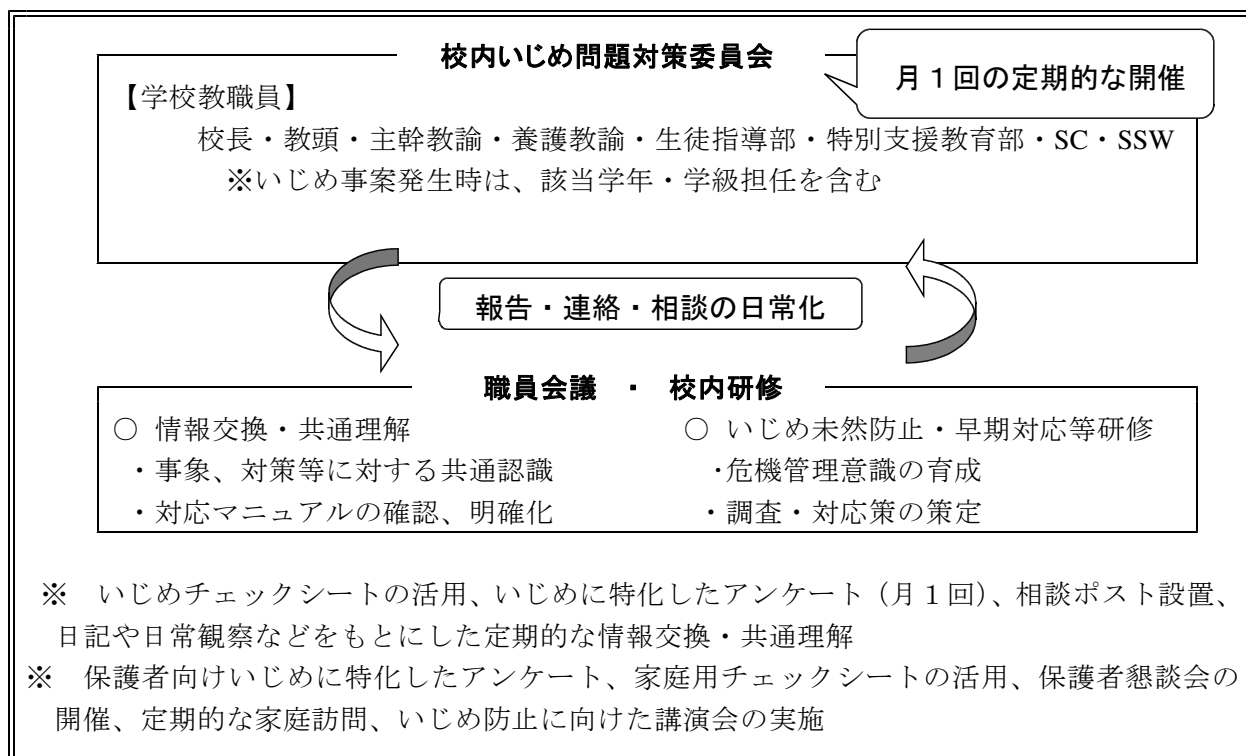 校内いじめ問題対策委員会
月１回の定期的な開催
【学校教職員】
校長・教頭・主幹教諭・養護教諭・生徒指導部・特別支援教育部・SC・SSW
※いじめ事案発生時は、該当学年・学級担任を含む
報告・連絡・相談の日常化
職員会議　・　校内研修
○ 情報交換・共通理解
・事象、対策等に対する共通認識
・対応マニュアルの確認、明確化
○ いじめ未然防止・早期対応等研修
・危機管理意識の育成
・調査・対応策の策定
※　いじめチェックシートの活用、いじめに特化したアンケート（月１回）、相談ポスト設置、
日記や日常観察などをもとにした定期的な情報交換・共通理解
※　保護者向けいじめに特化したアンケート、家庭用チェックシートの活用、保護者懇談会の
開催、定期的な家庭訪問、いじめ防止に向けた講演会の実施